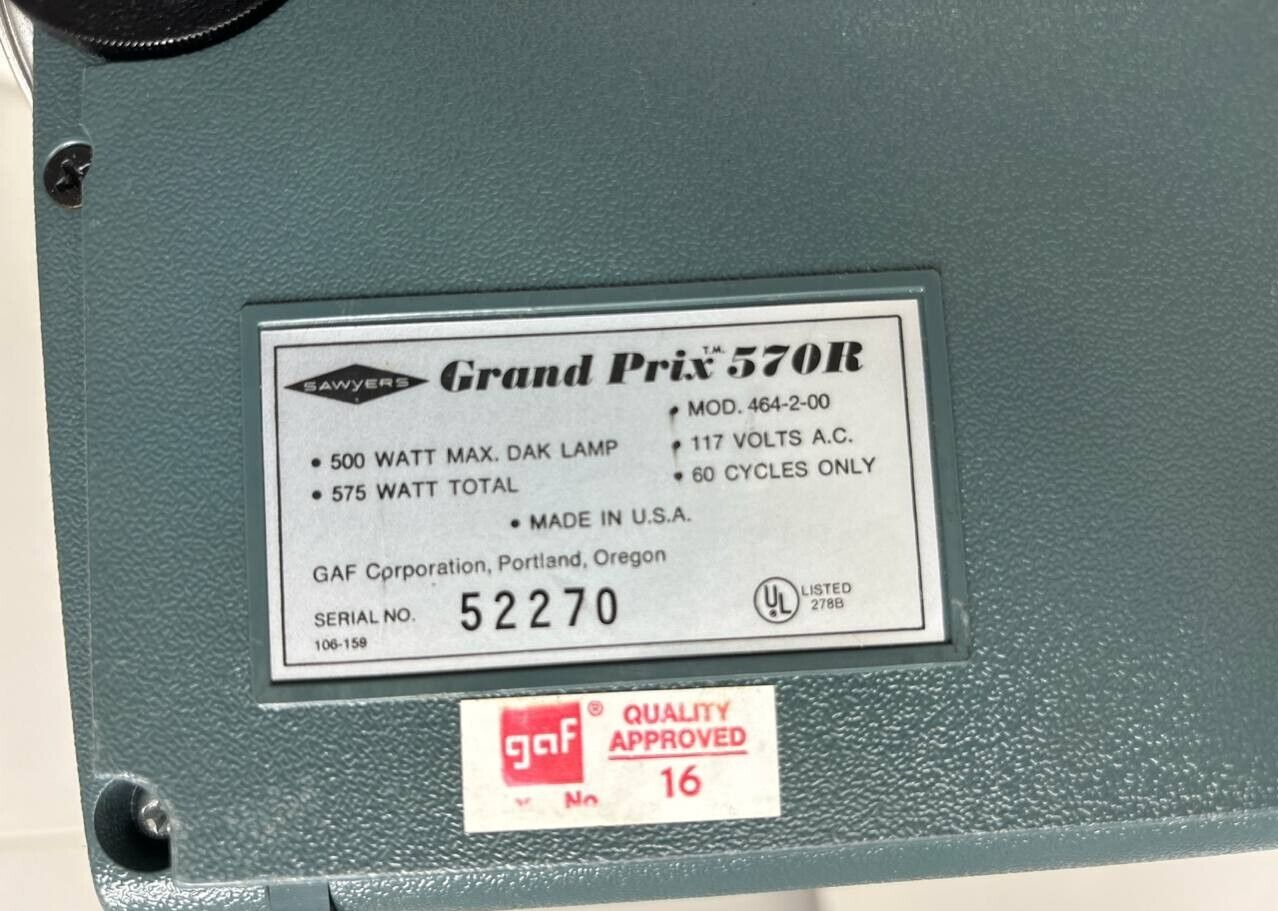 SAWYERS Grand Prix T.M. 570R
• MOD. 464-2-00
• 500 WATT MAX. DAK LAMP • 117 VOLTS A.C.
• 575 WATT TOTAL • 60 CYCLES ONLY
• MADE IN U.S.A.
GAF Corporation, Portland, Oregon
SERIAL NO. 52270
106-159
UL LISTED
278B
gaf ® QUALITY
APPROVED
No 16